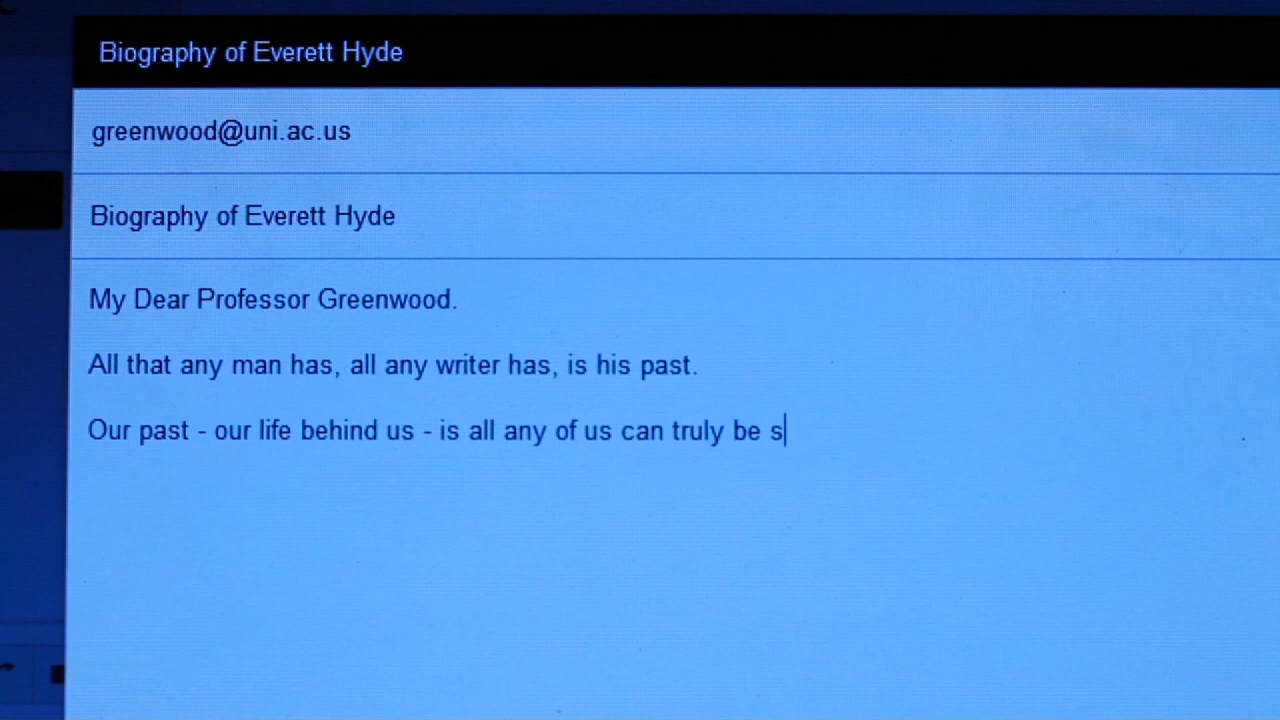 Biography of Everett Hyde
greenwood@uni.ac.us
Biography of Everett Hyde
My Dear Professor Greenwood.
All that any man has, all any writer has, is his past.
Our past - our life behind us - is all any of us can truly be s